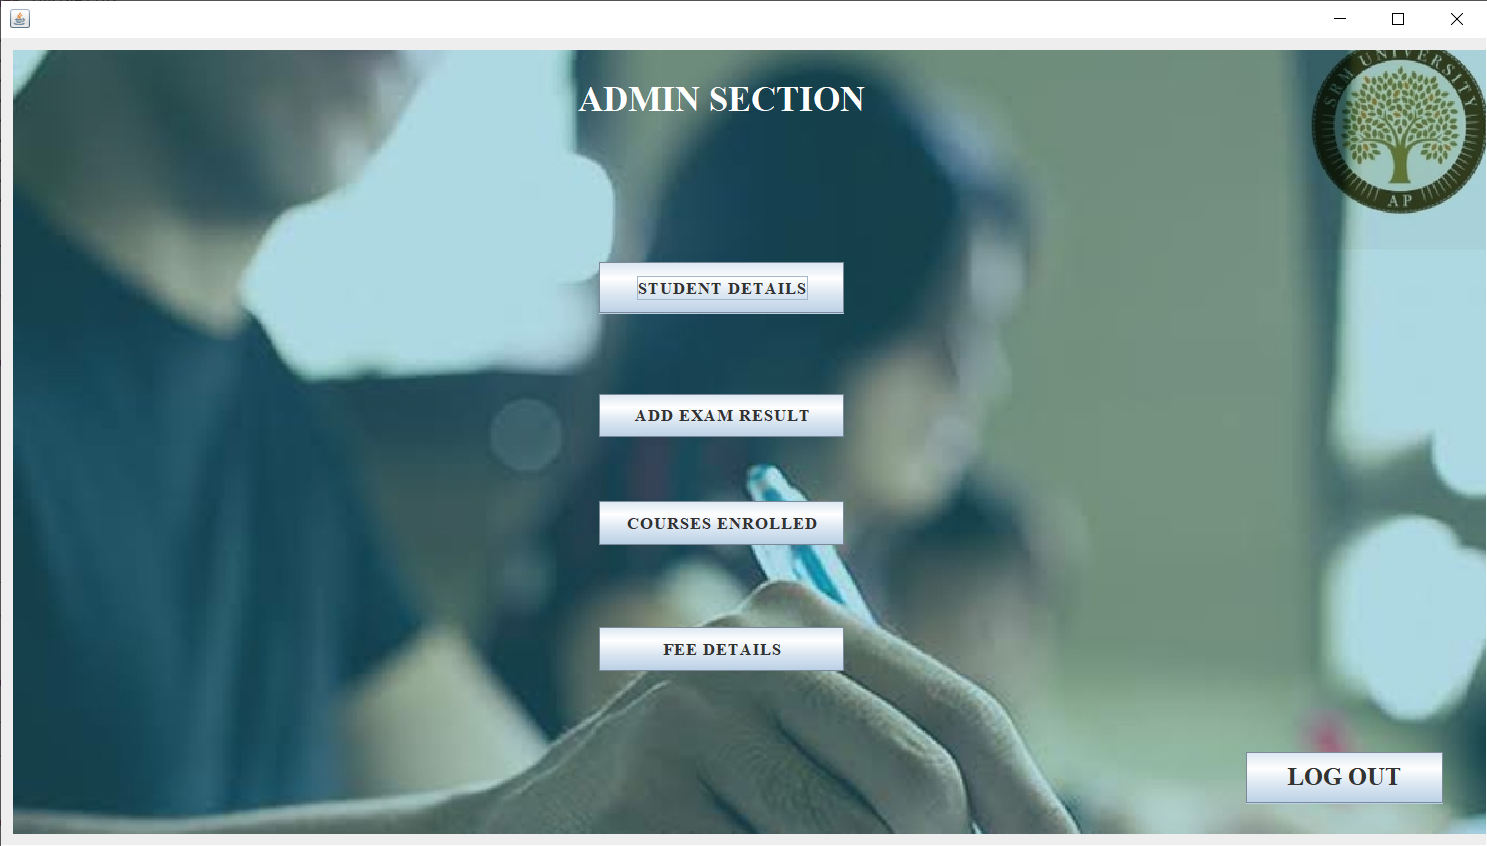 ADMIN SECTION
SRM UNIVERSITY
AP
STUDENT DETAILS
ADD EXAM RESULT
COURSES ENROLLED
FEE DETAILS
LOG OUT